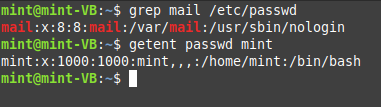 mint@mint-VB:~$ grep mail /etc/passwd
mail:x:8:8:mail:/var/mail:/usr/sbin/nologin
mint@mint-VB:~$ getent passwd mint
mint:x:1000:1000:mint,,,:/home/mint:/bin/bash
mint@mint-VB:~$